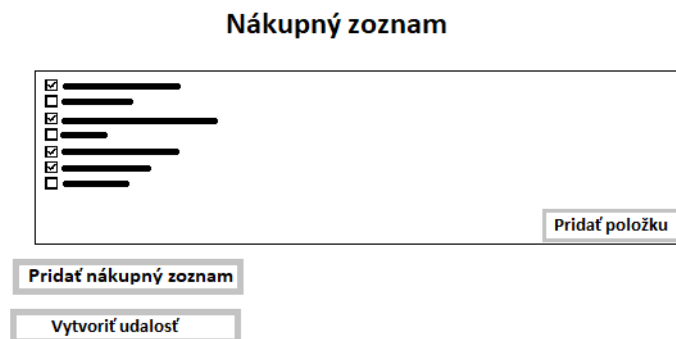 Nákupný zoznam
Pridať položku
Pridať nákupný zoznam
Vytvoriť udalosť